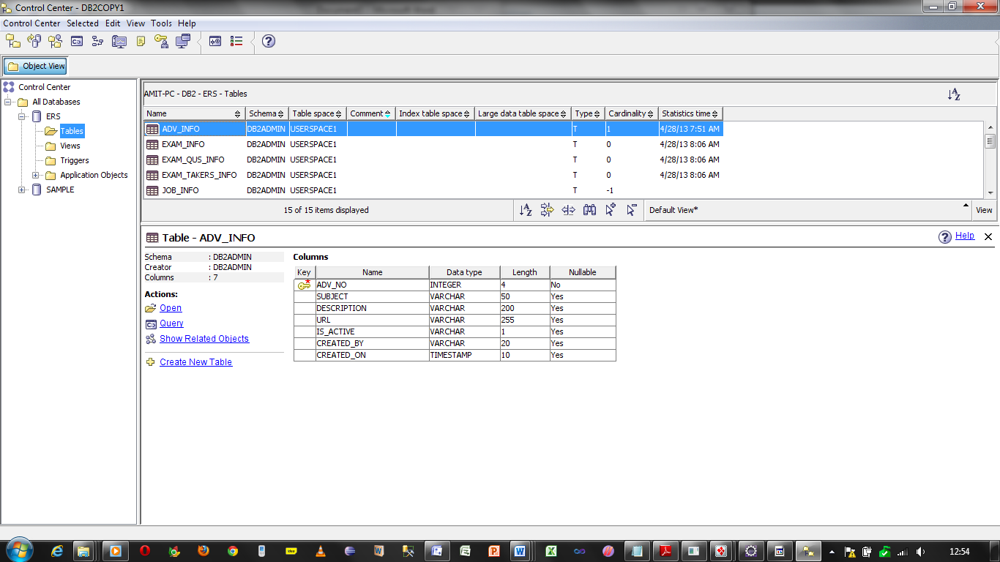 Control Center - DB2COPY1
Control Center Selected Edit View Tools Help
Object View
Control Center
All Databases
ERS
Tables
Views
Triggers
Application Objects
SAMPLE
AMIT-PC - DB2 - ERS - Tables
Name Schema Table space Comment Index table space Large data table space Type Cardinality Statistics time
ADV_INFO DB2ADMIN USERSPACE1 T 1 4/28/13 7:51 AM
EXAM_INFO DB2ADMIN USERSPACE1 T 0 4/28/13 8:06 AM
EXAM_QUS_INFO DB2ADMIN USERSPACE1 T 0 4/28/13 8:06 AM
EXAM_TAKERS_INFO DB2ADMIN USERSPACE1 T 0 4/28/13 8:06 AM
JOB_INFO DB2ADMIN USERSPACE1 T -1
15 of 15 items displayed Default View* View
Table - ADV_INFO Help
Schema : DB2ADMIN
Creator : DB2ADMIN
Columns : 7
Actions:
Open
Query
Show Related Objects
Create New Table
Columns
Key Name Data type Length Nullable
ADV_NO INTEGER 4 No
SUBJECT VARCHAR 50 Yes
DESCRIPTION VARCHAR 200 Yes
URL VARCHAR 255 Yes
IS_ACTIVE VARCHAR 1 Yes
CREATED_BY VARCHAR 20 Yes
CREATED_ON TIMESTAMP 10 Yes
12:54